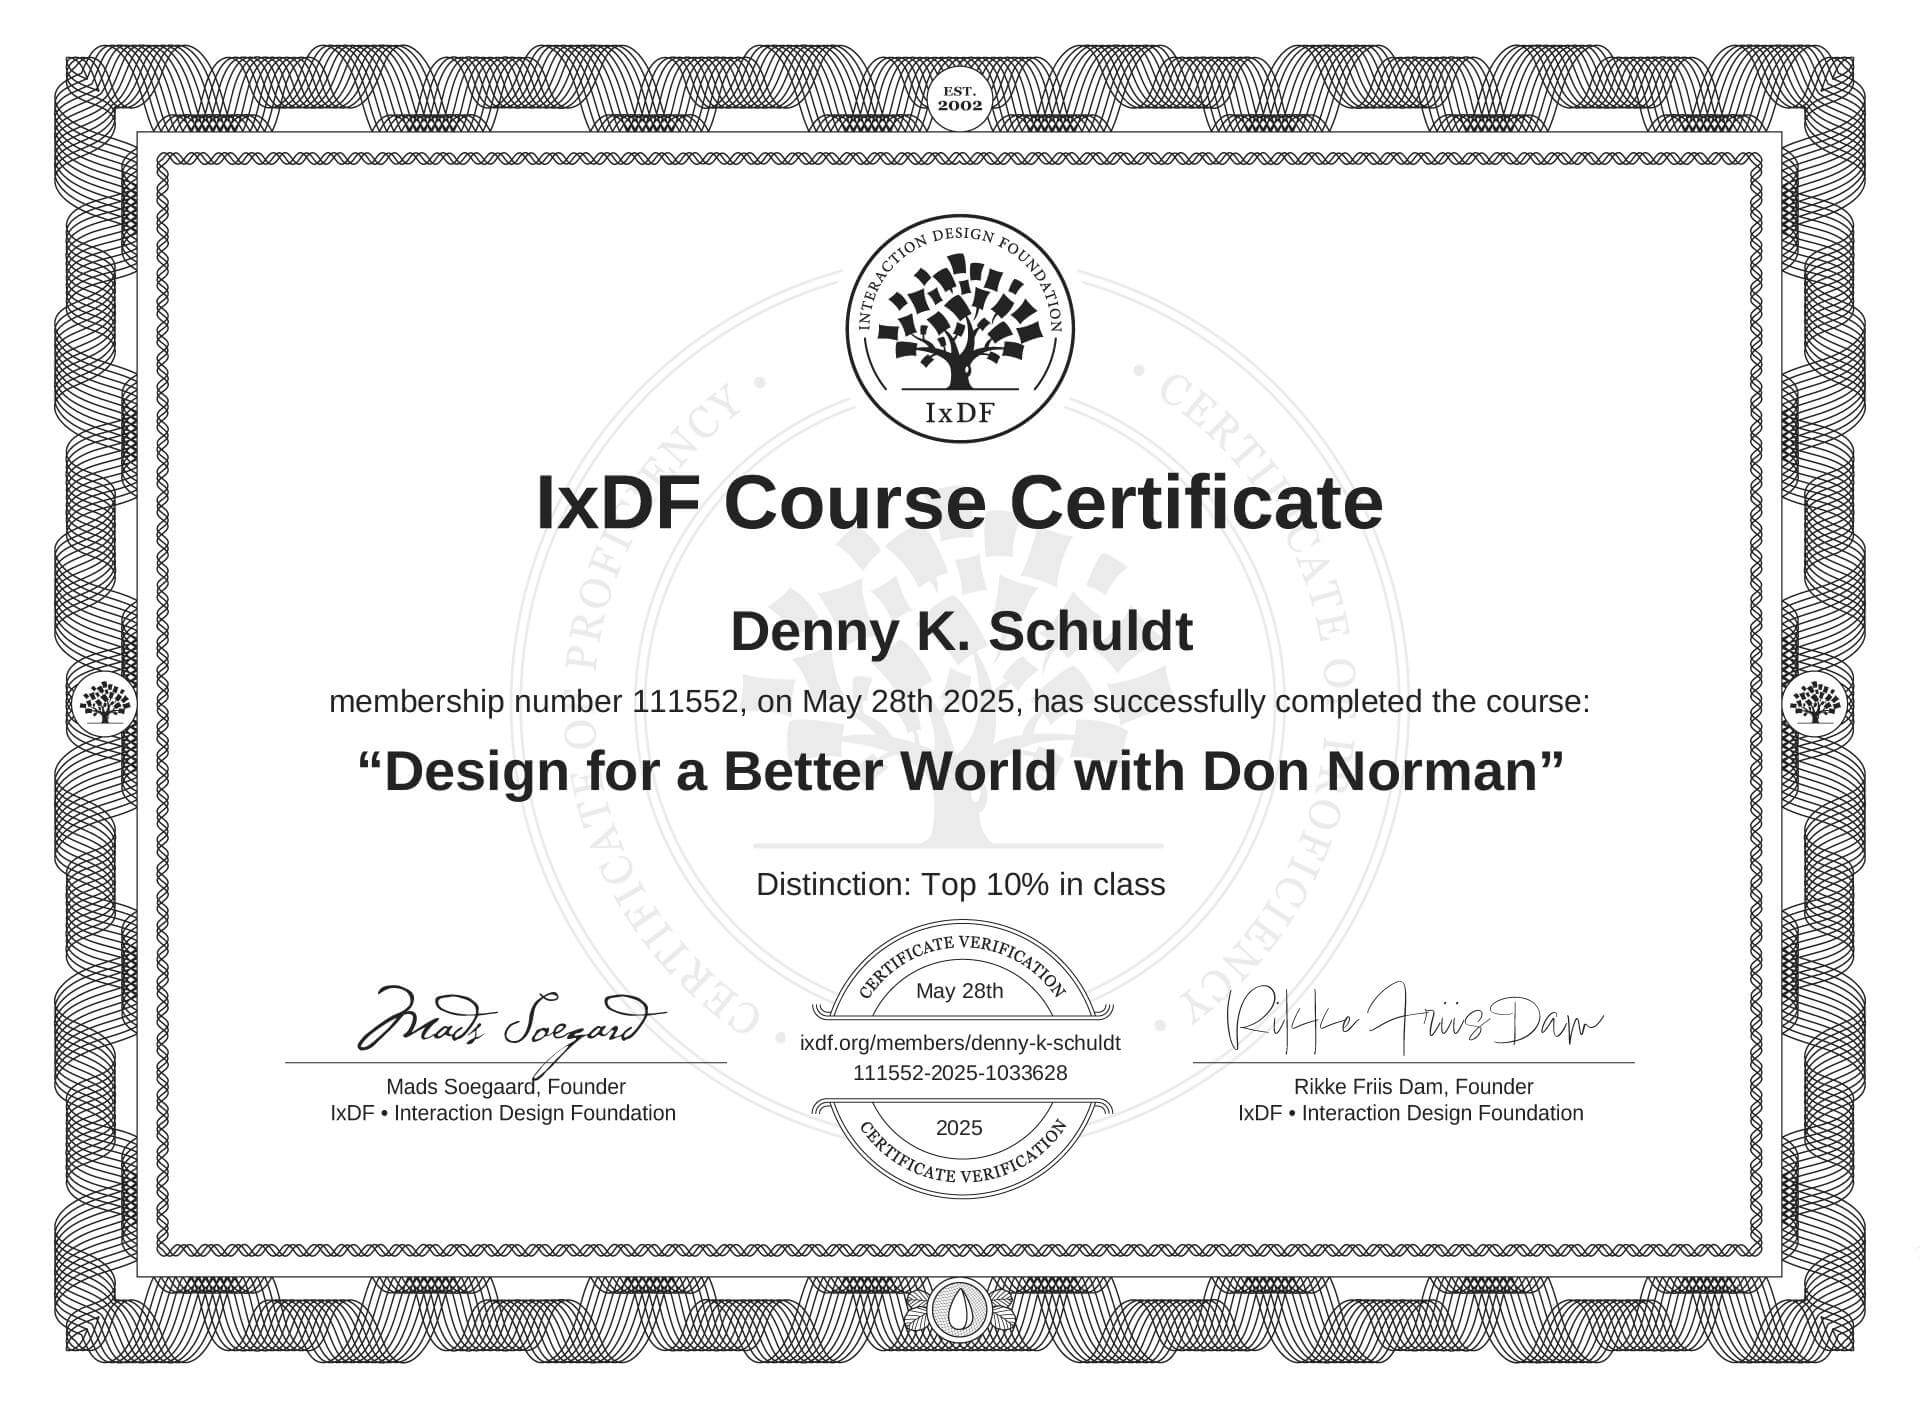 EST.
2002
INTERACTION DESIGN FOUNDATION
IxDF
• CERTIFICATE OF PROFICIENCY •
• CERTIFICATE OF PROFICIENCY •
IxDF Course Certificate
Denny K. Schuldt
membership number 111552, on May 28th 2025, has successfully completed the course:
“Design for a Better World with Don Norman”
Distinction: Top 10% in class
CERTIFICATE VERIFICATION
May 28th
ixdf.org/members/denny-k-schuldt
111552-2025-1033628
2025
CERTIFICATE VERIFICATION
Mads Soegaard
Mads Soegaard, Founder
IxDF • Interaction Design Foundation
Rikke Friis Dam
Rikke Friis Dam, Founder
IxDF • Interaction Design Foundation